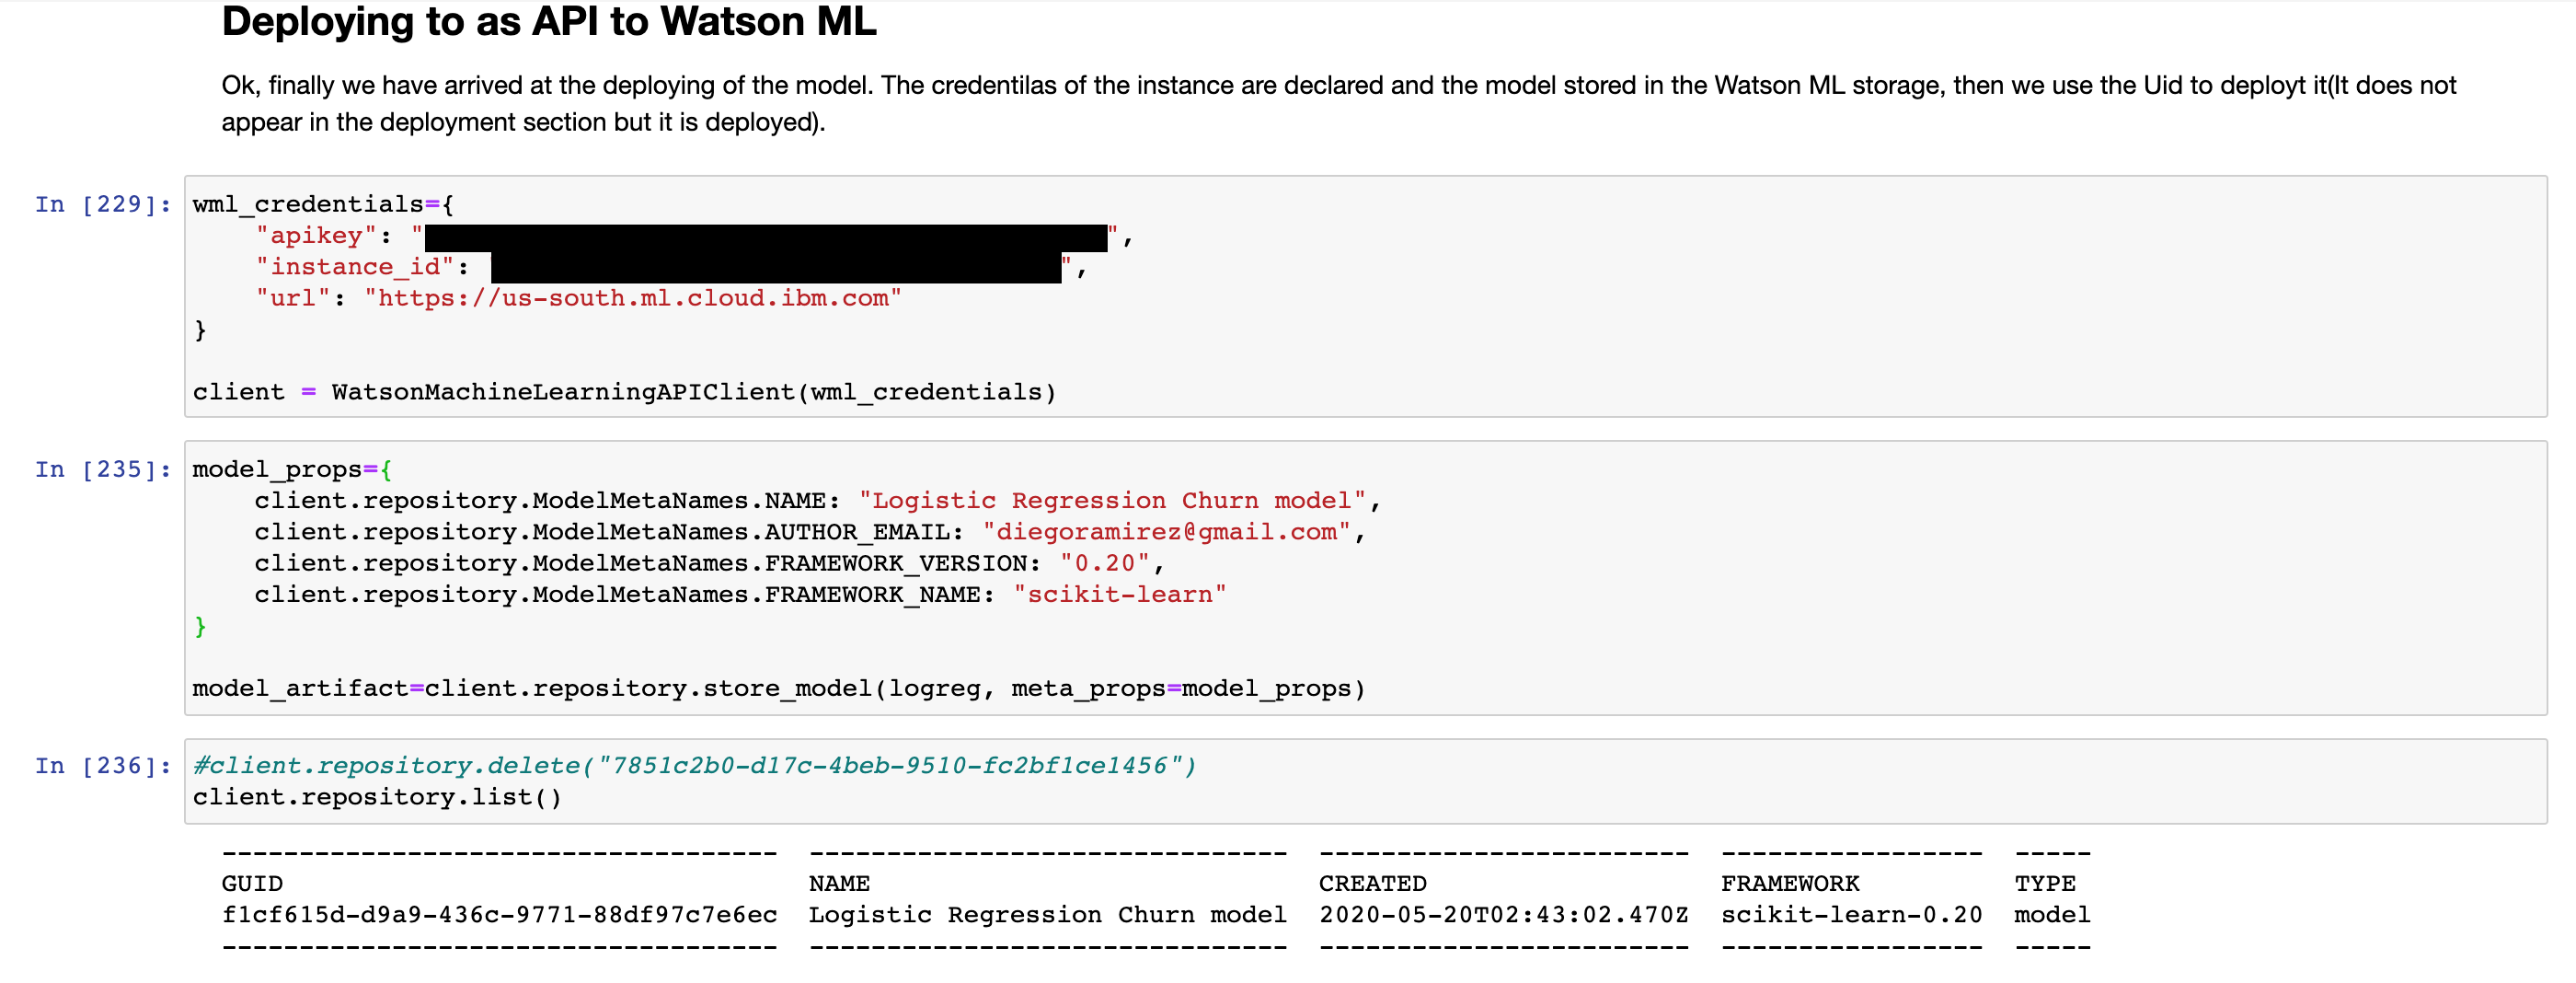 Deploying to as API to Watson ML
Ok, finally we have arrived at the deploying of the model. The credentilas of the instance are declared and the model stored in the Watson ML storage, then we use the Uid to deployt it(It does not
appear in the deployment section but it is deployed).
In [229]: wml_credentials={
"apikey": "",
"instance_id": ",
"url": "https://us-south.ml.cloud.ibm.com"
}
client = WatsonMachineLearningAPIClient(wml_credentials)
In [235]: model_props={
client.repository.ModelMetaNames.NAME: "Logistic Regression Churn model",
client.repository.ModelMetaNames.AUTHOR_EMAIL: "diegoramirez@gmail.com",
client.repository.ModelMetaNames.FRAMEWORK_VERSION: "0.20",
client.repository.ModelMetaNames.FRAMEWORK_NAME: "scikit-learn"
}
model_artifact=client.repository.store_model(logreg, meta_props=model_props)
In [236]: #client.repository.delete("7851c2b0-d17c-4beb-9510-fc2bf1ce1456")
client.repository.list()
------------------------------------ ------------------------------- ------------------------ ----------------- -----
GUID NAME CREATED FRAMEWORK TYPE
f1cf615d-d9a9-436c-9771-88df97c7e6ec Logistic Regression Churn model 2020-05-20T02:43:02.470Z scikit-learn-0.20 model
------------------------------------ ------------------------------- ------------------------ ----------------- -----